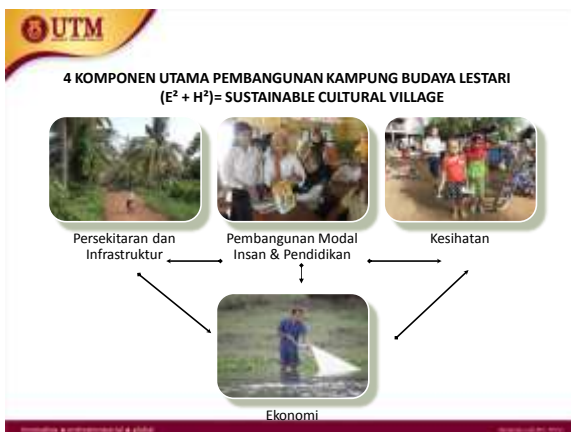 UTM
4 KOMPONEN UTAMA PEMBANGUNAN KAMPUNG BUDAYA LESTARI
(E² + H²)= SUSTAINABLE CULTURAL VILLAGE
Persekitaran dan
Infrastruktur
Pembangunan Modal
Insan & Pendidikan
Kesihatan
Ekonomi